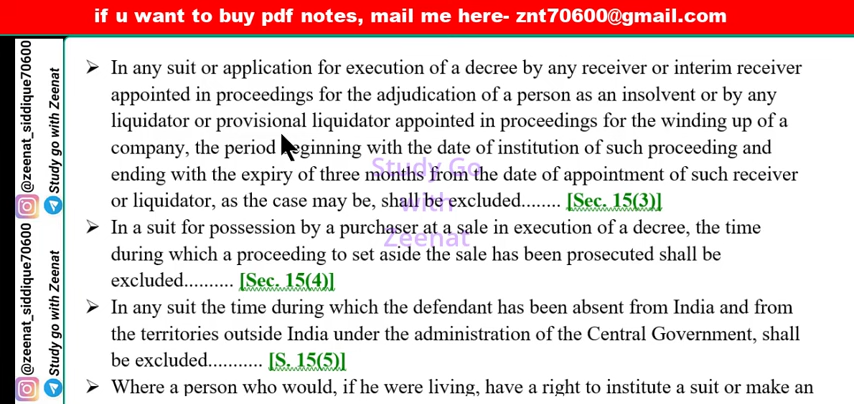 if u want to buy pdf notes, mail me here- znt70600@gmail.com
@zeenat_siddique70600
Study go with Zeenat
@zeenat_siddique70600
Study go with Zeenat
➢ In any suit or application for execution of a decree by any receiver or interim receiver
appointed in proceedings for the adjudication of a person as an insolvent or by any
liquidator or provisional liquidator appointed in proceedings for the winding up of a
company, the period beginning with the date of institution of such proceeding and
ending with the expiry of three months from the date of appointment of such receiver
or liquidator, as the case may be, shall be excluded........ [Sec. 15(3)]
➢ In a suit for possession by a purchaser at a sale in execution of a decree, the time
during which a proceeding to set aside the sale has been prosecuted shall be
excluded.......... [Sec. 15(4)]
➢ In any suit the time during which the defendant has been absent from India and from
the territories outside India under the administration of the Central Government, shall
be excluded........... [S. 15(5)]
➢ Where a person who would, if he were living, have a right to institute a suit or make an
Study Go
with
Zeenat